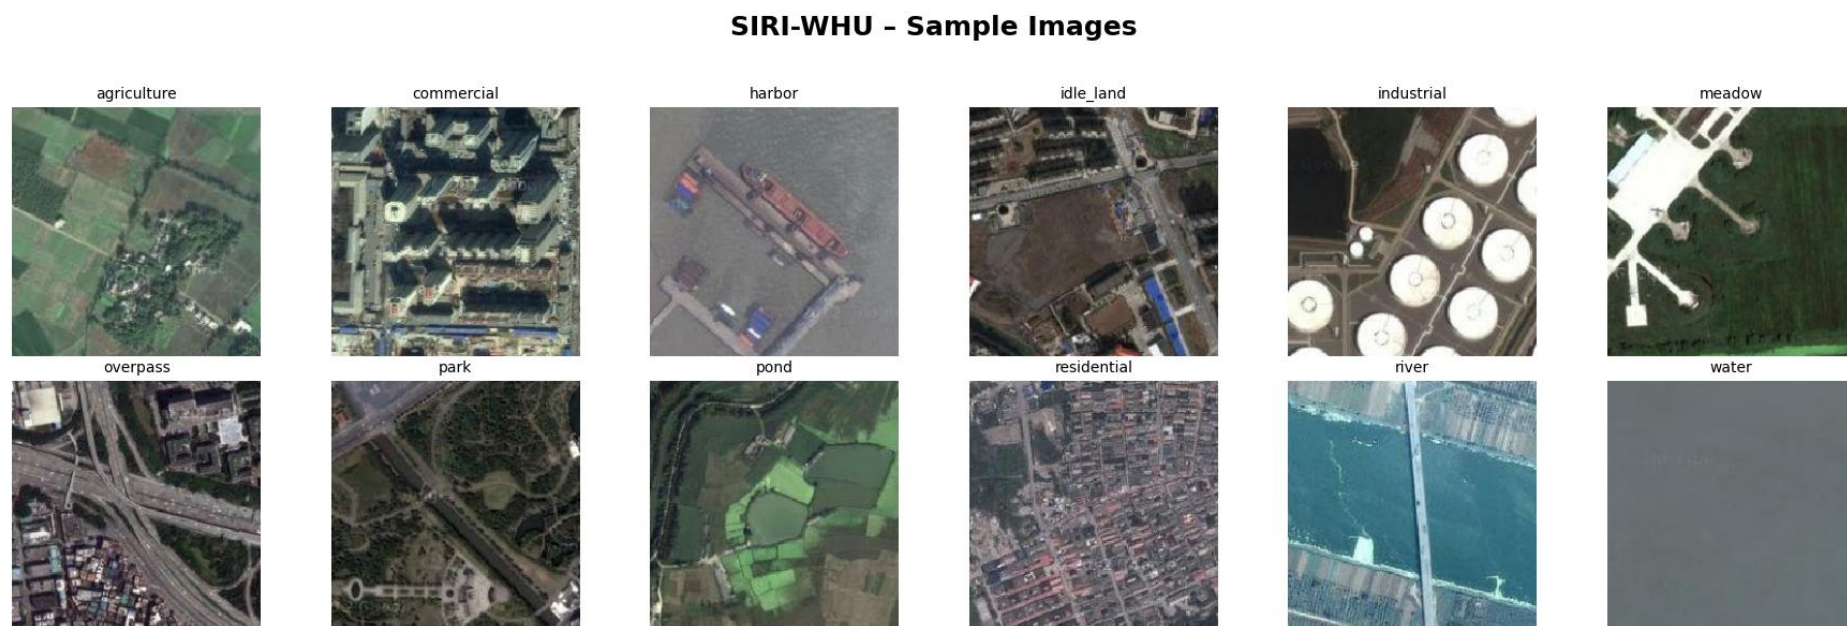 SIRI-WHU – Sample Images
agriculture
commercial
harbor
idle_land
industrial
meadow
overpass
park
pond
residential
river
water